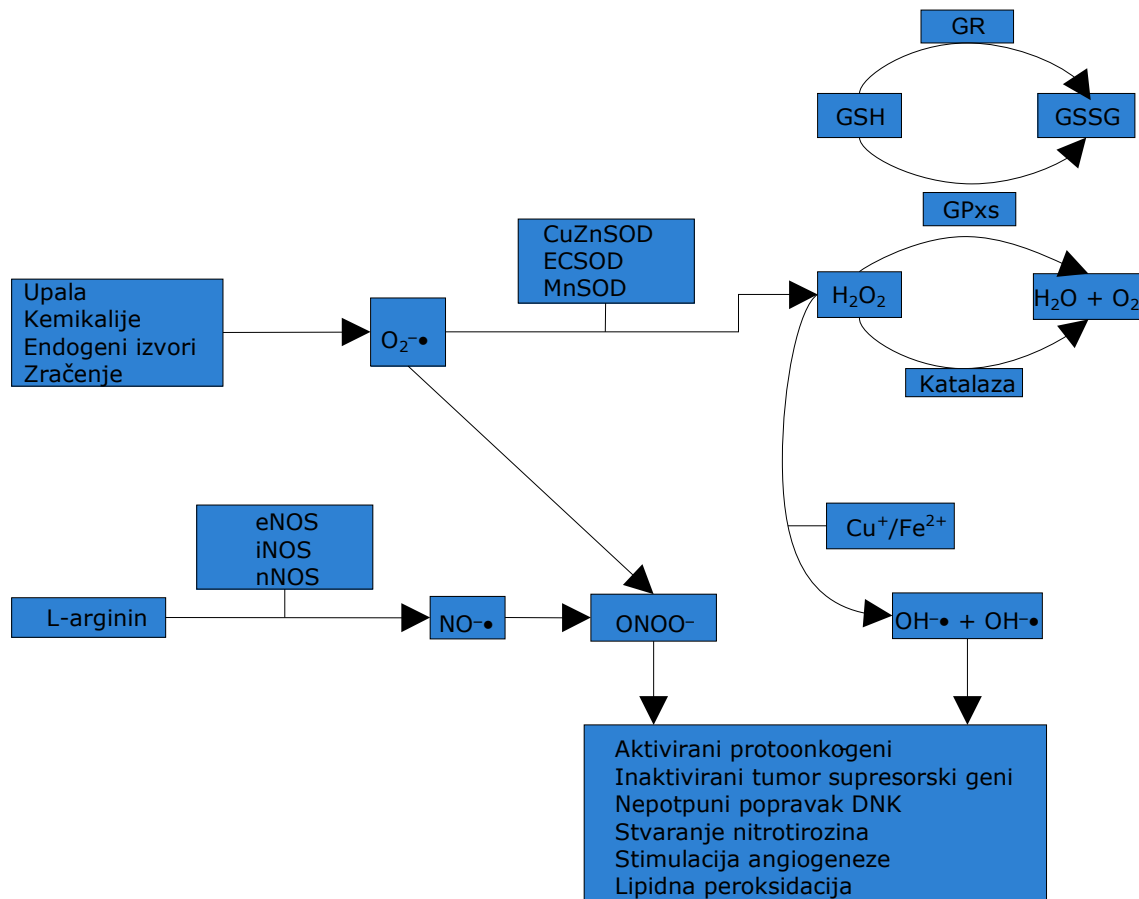 GR
GSH
GSSG
GPxs
CuZnSOD
ECSOD
MnSOD
Upala
Kemikalije
Endogeni izvori
Zračenje
O₂⁻•
H₂O₂
H₂O + O₂
Katalaza
eNOS
iNOS
nNOS
Cu⁺/Fe²⁺
L-arginin
NO⁻•
ONOO⁻
OH⁻• + OH⁻•
Aktivirani protoonkogeni
Inaktivirani tumor supresorski geni
Nepotpuni popravak DNK
Stvaranje nitrotirozina
Stimulacija angiogeneze
Lipidna peroksidacija